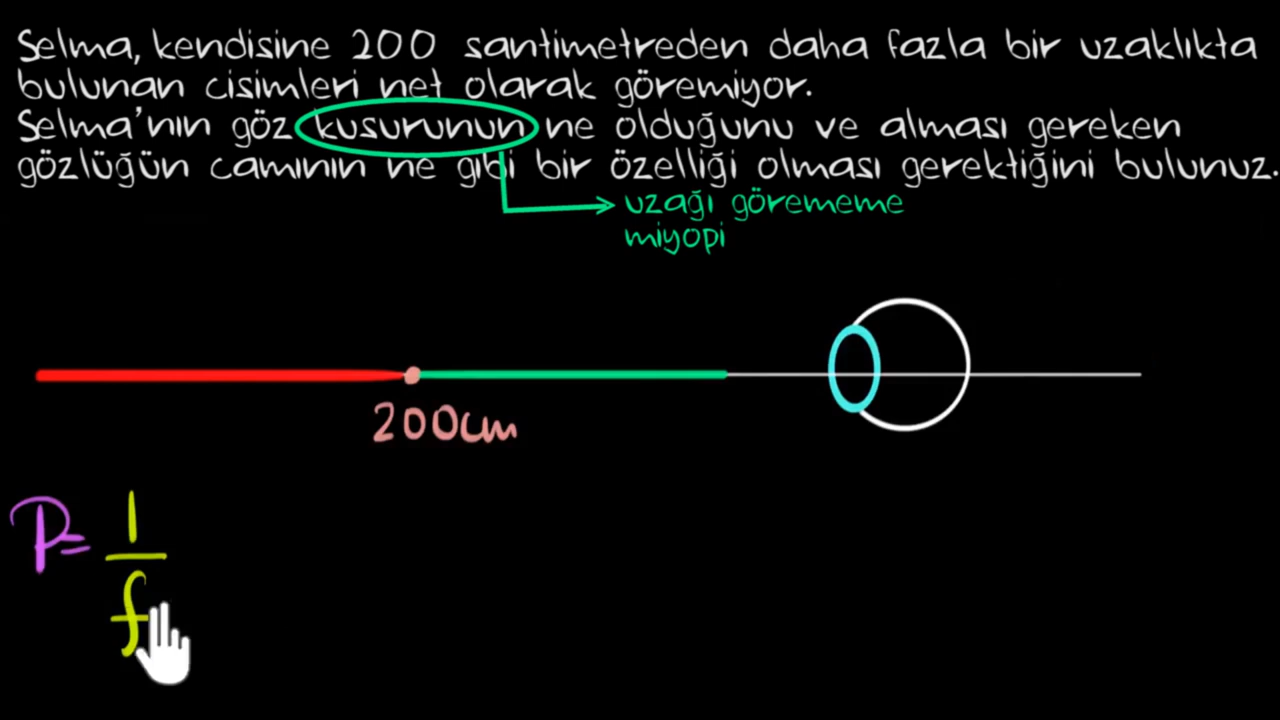 Selma, kendisine 200 santimetreden daha fazla bir uzaklıkta
bulunan cisimleri net olarak göremiyor.
Selma'nın göz kusurunun ne olduğunu ve alması gereken
gözlüğün camının ne gibi bir özelliği olması gerektiğini bulunuz.
uzağı görememe
miyopi
200cm
P = 1/f